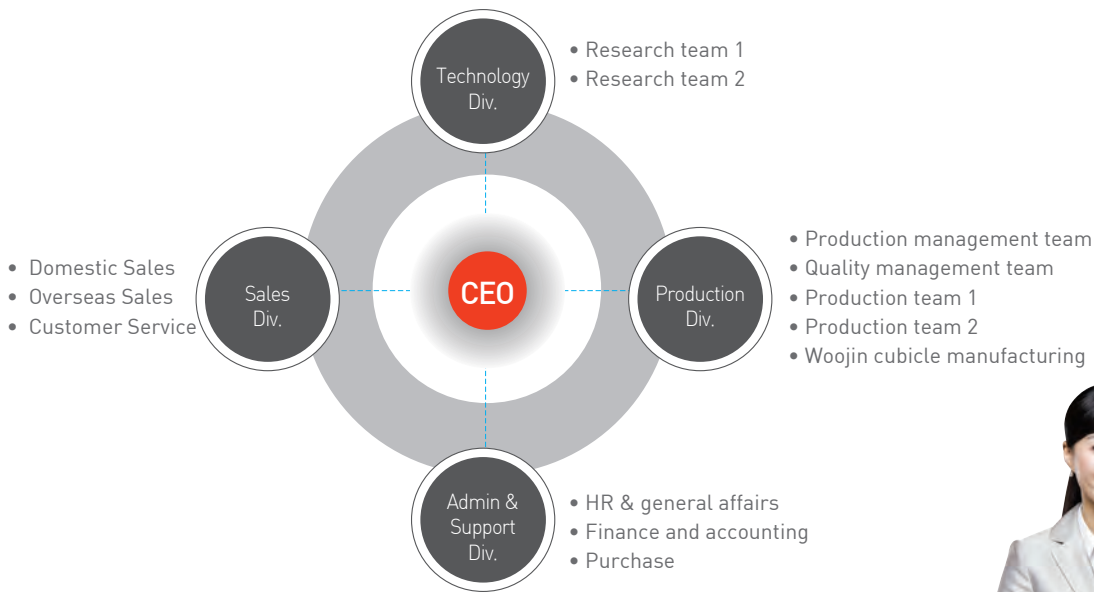 Technology
Div.
• Research team 1
• Research team 2
• Domestic Sales
• Overseas Sales
• Customer Service
Sales
Div.
CEO
Production
Div.
• Production management team
• Quality management team
• Production team 1
• Production team 2
• Woojin cubicle manufacturing
Admin &
Support
Div.
• HR & general affairs
• Finance and accounting
• Purchase